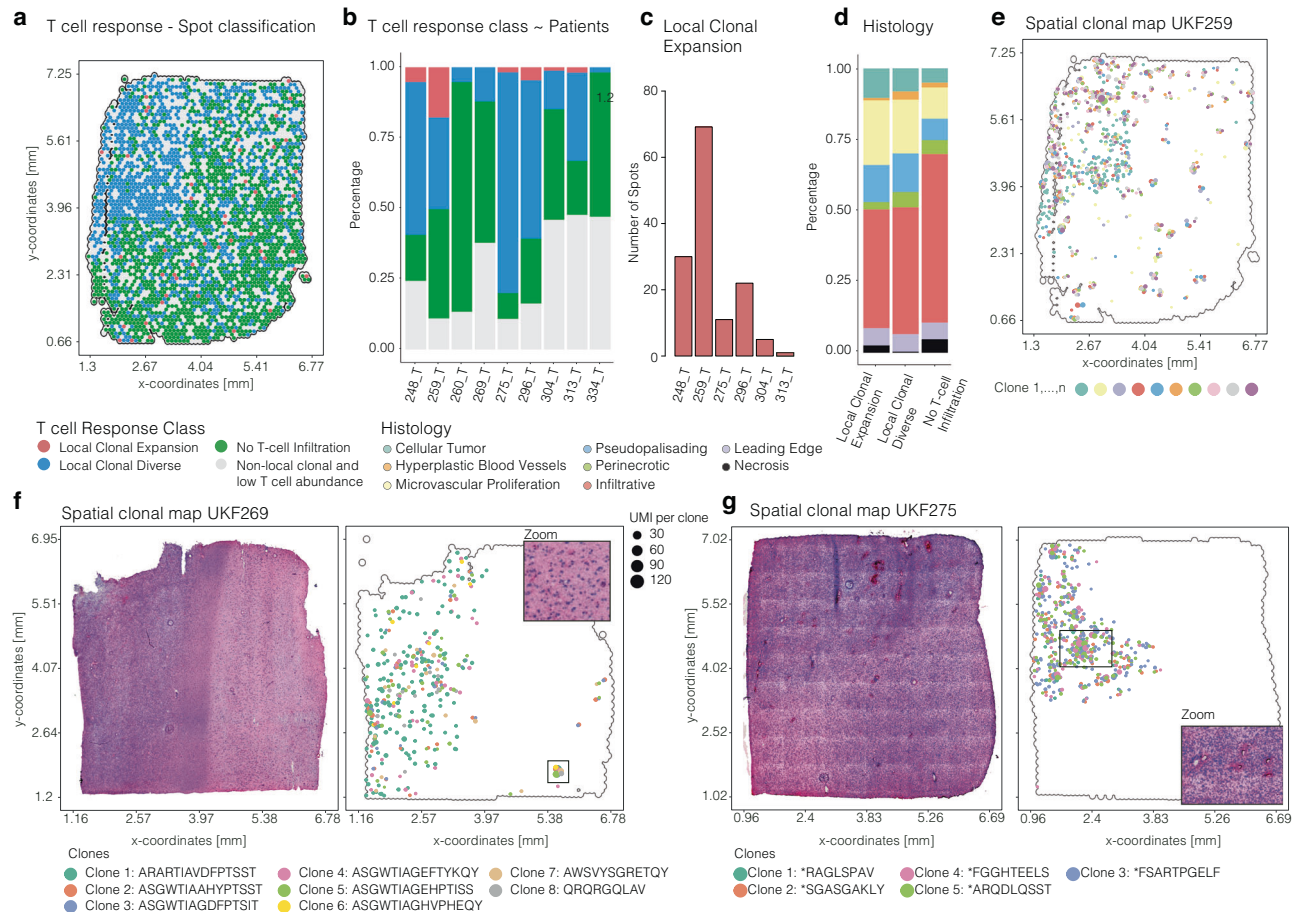 a T cell response - Spot classification
y-coordinates [mm]
7.25
5.61
3.96
2.31
0.66
1.3 2.67 4.04 5.41 6.77
x-coordinates [mm]
b T cell response class ~ Patients
Percentage
1.00
0.75
0.50
0.25
0.00
1.2
248_T 259_T 260_T 269_T 275_T 296_T 304_T 313_T 334_T
c Local Clonal
Expansion
Number of Spots
80
60
40
20
0
248_T 259_T 275_T 296_T 304_T 313_T
d Histology
Percentage
1.00
0.75
0.50
0.25
0.00
Local Clonal
Expansion
Local Clonal
Diverse
No T-cell
Infiltration
e Spatial clonal map UKF259
y-coordinates [mm]
7.25
5.61
3.96
2.31
0.66
1.3 2.67 4.04 5.41 6.77
x-coordinates [mm]
Clone 1,...,n
T cell Response Class
Local Clonal Expansion
No T-cell Infiltration
Local Clonal Diverse
Non-local clonal and
low T cell abundance
Histology
Cellular Tumor
Pseudopalisading
Leading Edge
Hyperplastic Blood Vessels
Perinecrotic
Necrosis
Microvascular Proliferation
Infiltrative
f Spatial clonal map UKF269
y-coordinates [mm]
6.95
5.51
4.07
2.64
1.2
1.16 2.57 3.97 5.38 6.78
x-coordinates [mm]
Zoom
1.16 2.57 3.97 5.38 6.78
x-coordinates [mm]
UMI per clone
30
60
90
120
Clones
Clone 1: ARARTIAVDFPTSST
Clone 4: ASGWTIAGEFTYKQY
Clone 7: AWSVYSGRETQY
Clone 2: ASGWTIAAHYPTSST
Clone 5: ASGWTIAGEHPTISS
Clone 8: QRQRGQLAV
Clone 3: ASGWTIAGDFPTSIT
Clone 6: ASGWTIAGHVPHEQY
g Spatial clonal map UKF275
y-coordinates [mm]
7.02
5.52
4.02
2.52
1.02
0.96 2.4 3.83 5.26 6.69
x-coordinates [mm]
Zoom
0.96 2.4 3.83 5.26 6.69
x-coordinates [mm]
Clones
Clone 1: *RAGLSPAV
Clone 4: *FGGHTEELS
Clone 3: *FSARTPGELF
Clone 2: *SGASGAKLY
Clone 5: *ARQDLQSST